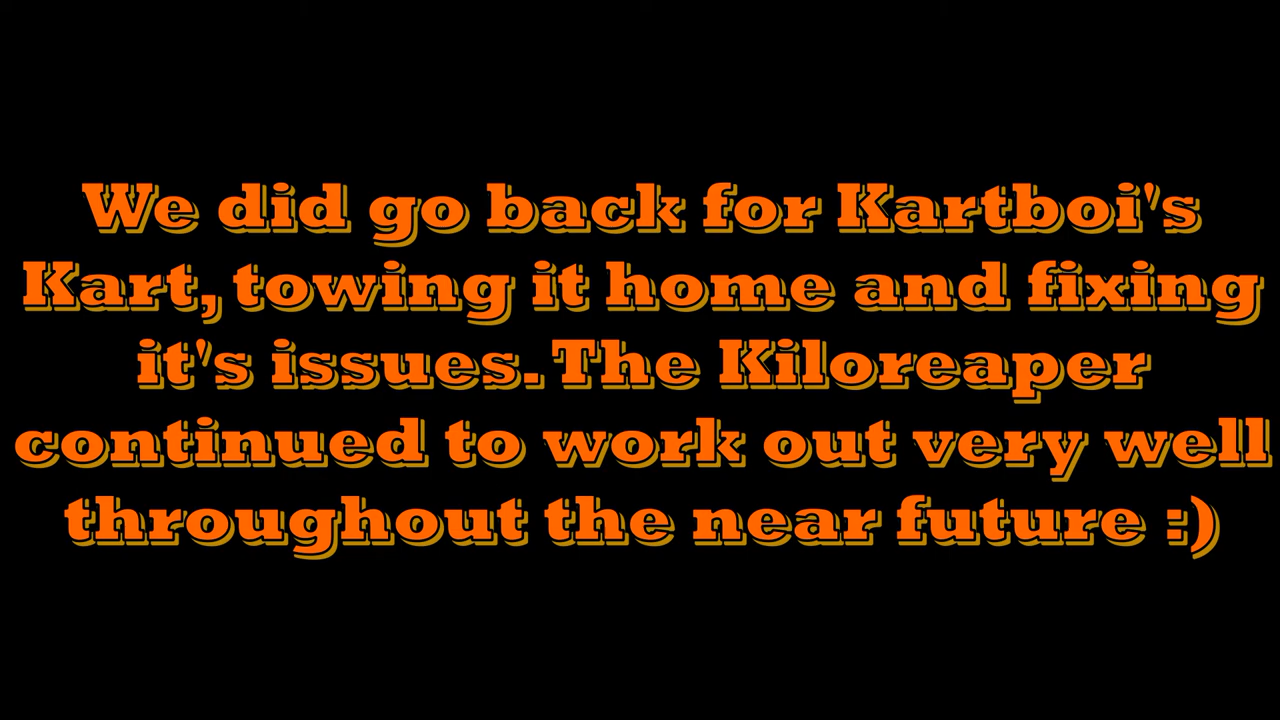 We did go back for Kartboi's
Kart, towing it home and fixing
it's issues. The Kiloreaper
continued to work out very well
throughout the near future :)